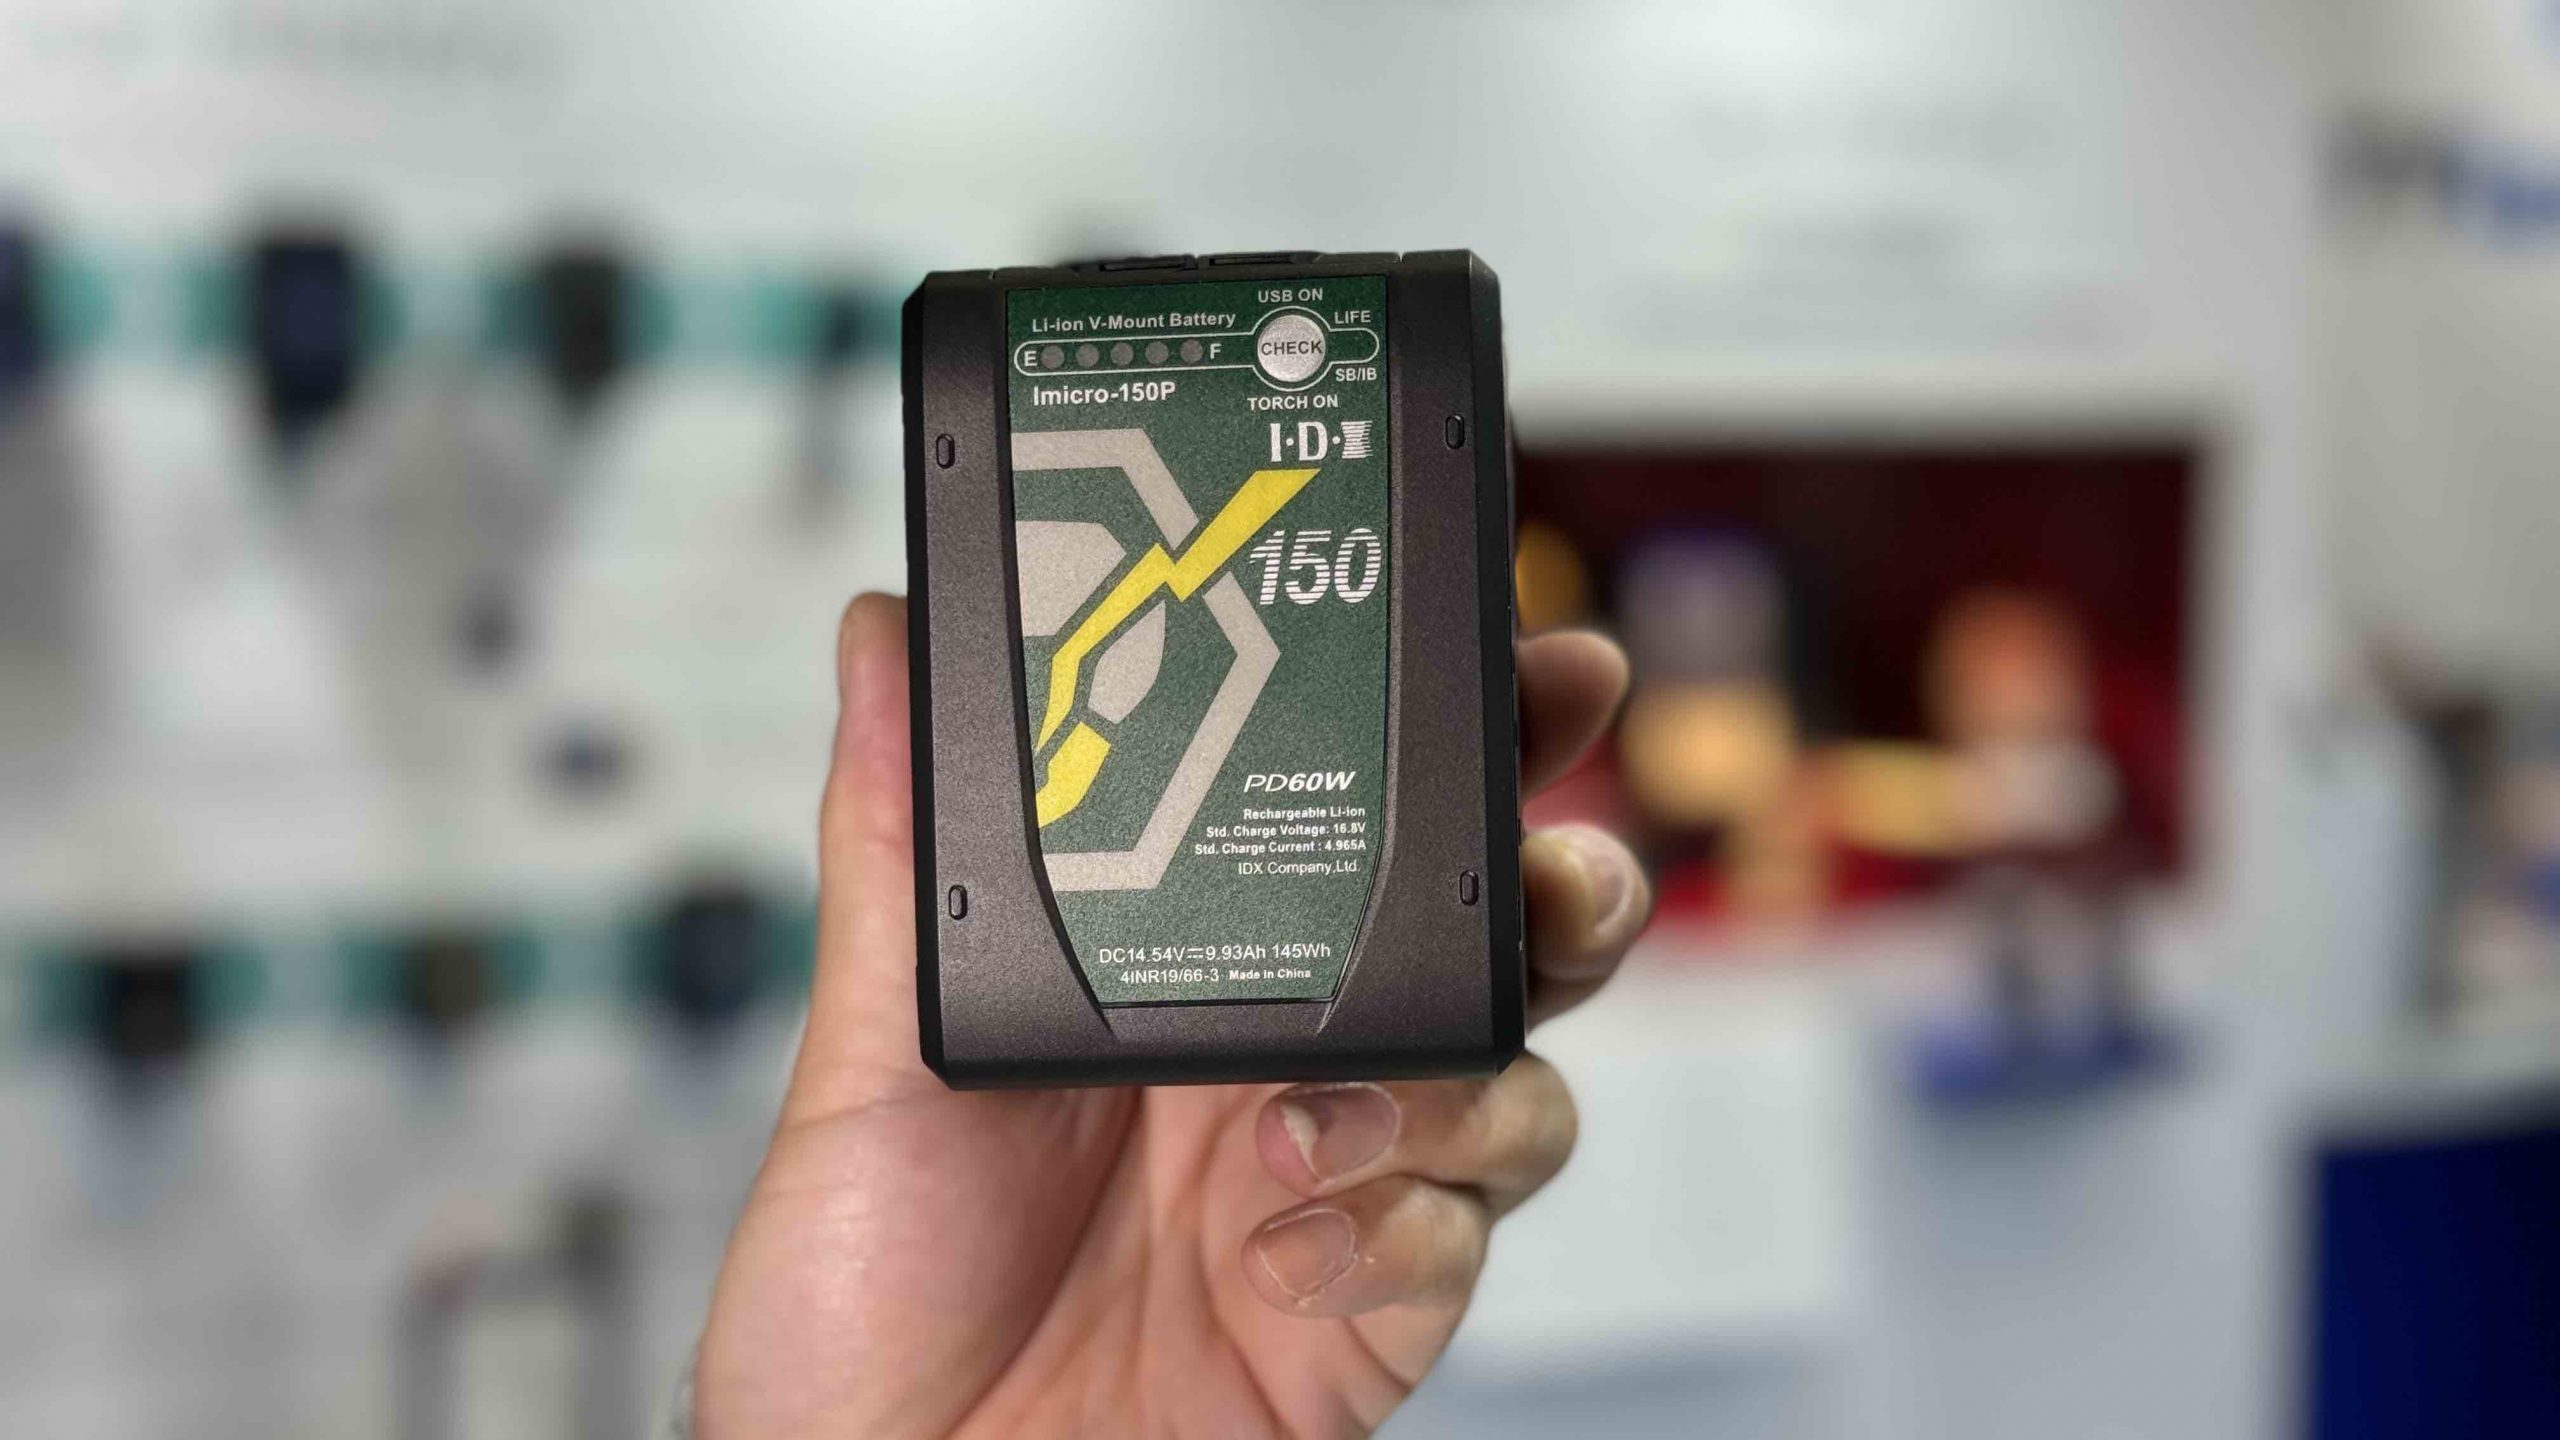 USB ON
Li-ion V-Mount Battery
LIFE
E F
CHECK
SB/IB
Imicro-150P
TORCH ON
I·D·X
150
PD60W
Rechargeable Li-Ion
Std. Charge Voltage: 16.8V
Std. Charge Current : 4.965A
IDX Company,Ltd.
DC14.54V⎓9.93Ah 145Wh
4INR19/66-3 Made in China